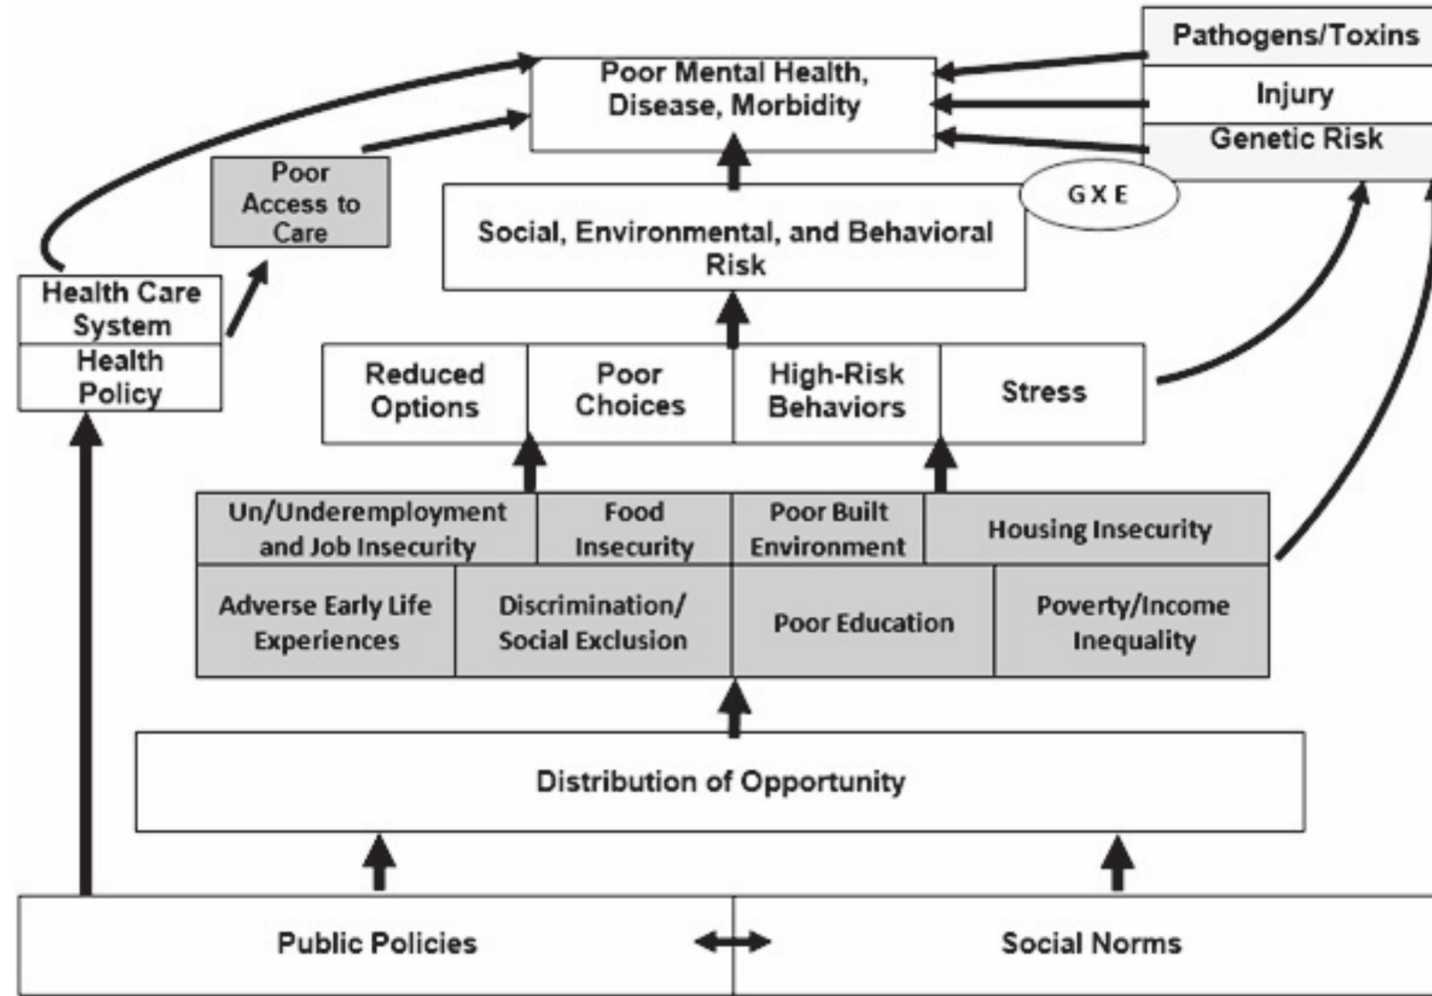 Pathogens/Toxins
Poor Mental Health,
Disease, Morbidity
Injury
Genetic Risk
Poor
Access to
Care
G X E
Social, Environmental, and Behavioral
Risk
Health Care
System
Health
Policy
Reduced
Options
Poor
Choices
High-Risk
Behaviors
Stress
Un/Underemployment
and Job Insecurity
Food
Insecurity
Poor Built
Environment
Housing Insecurity
Adverse Early Life
Experiences
Discrimination/
Social Exclusion
Poor Education
Poverty/Income
Inequality
Distribution of Opportunity
Public Policies
Social Norms